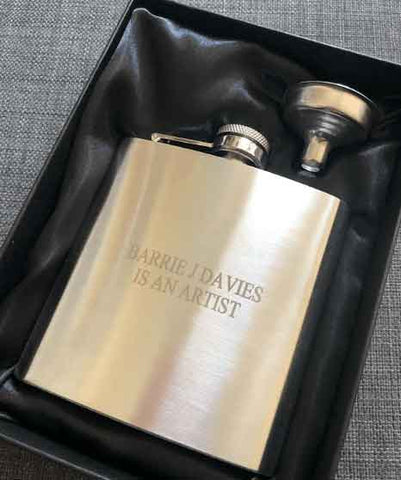 BARRIE J DAVIES
IS AN ARTIST